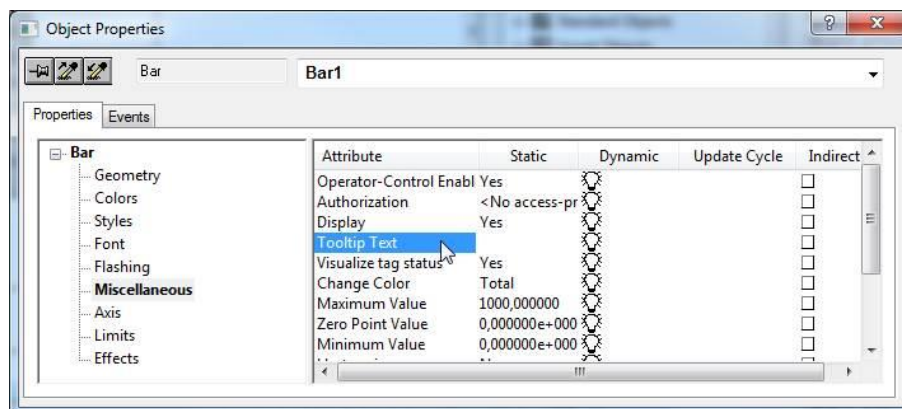 Object Properties
Bar Bar1
Properties Events
Bar
Geometry
Colors
Styles
Font
Flashing
Miscellaneous
Axis
Limits
Effects
Attribute Static Dynamic Update Cycle Indirect
Operator-Control Enabl Yes
Authorization <No access-pr
Display Yes
Tooltip Text
Visualize tag status Yes
Change Color Total
Maximum Value 1000,000000
Zero Point Value 0,000000e+000
Minimum Value 0,000000e+000